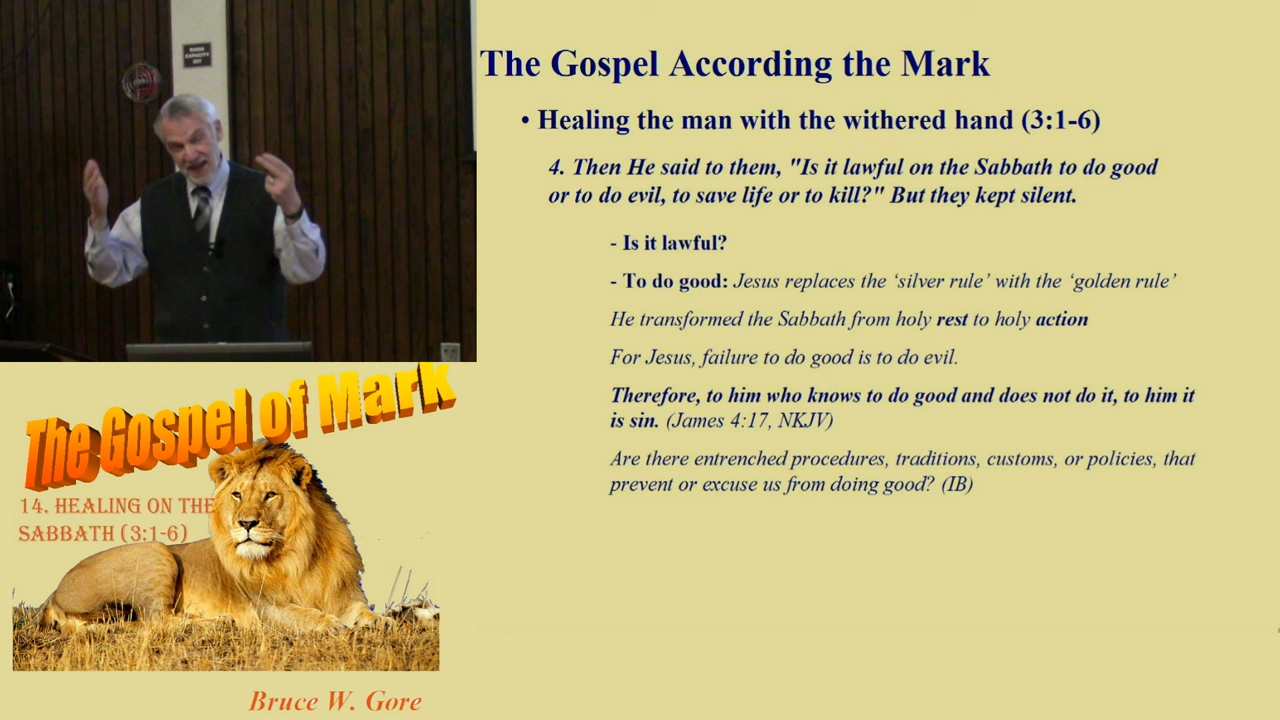 ROOM
CAPACITY
The Gospel According the Mark
• Healing the man with the withered hand (3:1-6)
4. Then He said to them, "Is it lawful on the Sabbath to do good
or to do evil, to save life or to kill?" But they kept silent.
- Is it lawful?
- To do good: Jesus replaces the ‘silver rule’ with the ‘golden rule’
He transformed the Sabbath from holy rest to holy action
For Jesus, failure to do good is to do evil.
Therefore, to him who knows to do good and does not do it, to him it
is sin. (James 4:17, NKJV)
Are there entrenched procedures, traditions, customs, or policies, that
prevent or excuse us from doing good? (IB)
The Gospel of Mark
14. HEALING ON THE
SABBATH (3:1-6)
Bruce W. Gore